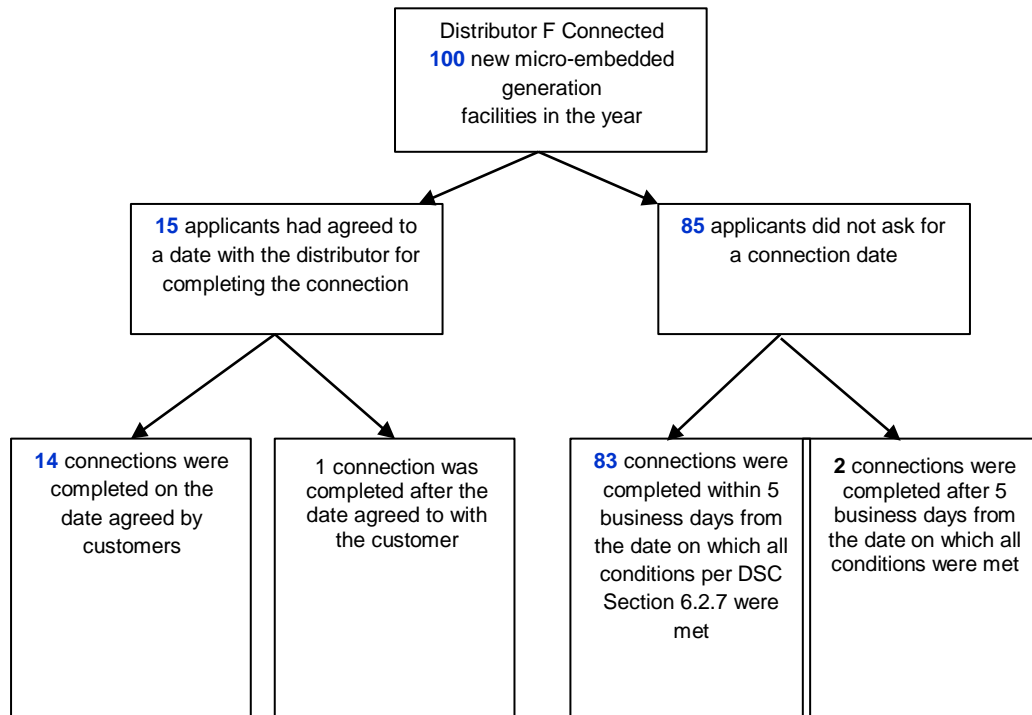 Distributor F Connected
100 new micro-embedded
generation
facilities in the year
15 applicants had agreed to
a date with the distributor for
completing the connection
85 applicants did not ask for
a connection date
14 connections were
completed on the
date agreed by
customers
1 connection was
completed after the
date agreed to with
the customer
83 connections were
completed within 5
business days from
the date on which all
conditions per DSC
Section 6.2.7 were
met
2 connections were
completed after 5
business days from
the date on which all
conditions were met